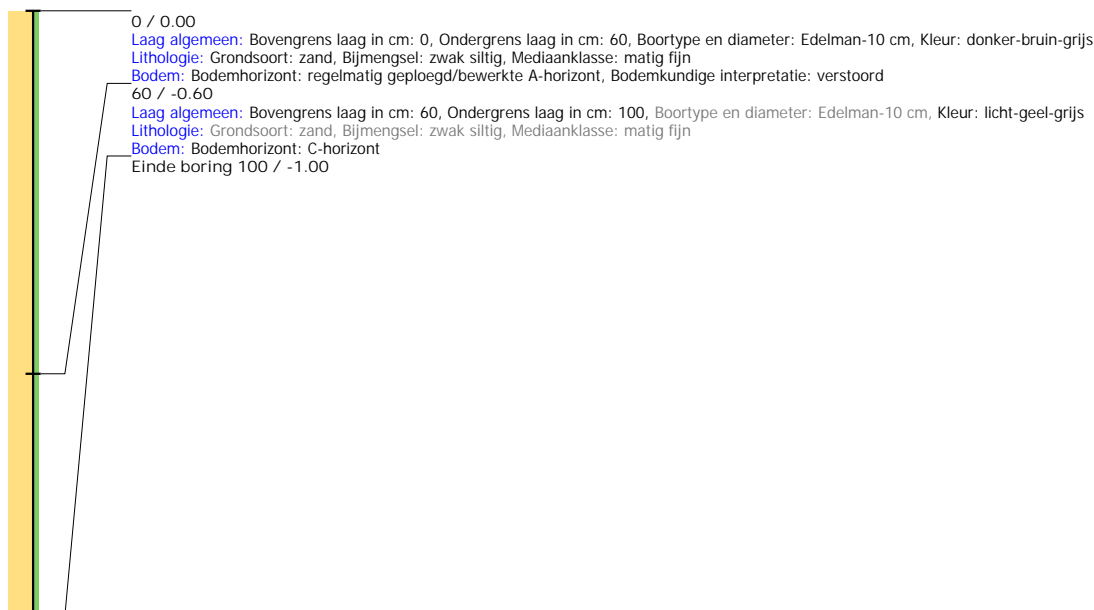 0 / 0.00
Laag algemeen: Bovengrens laag in cm: 0, Ondergrens laag in cm: 60, Boortype en diameter: Edelman-10 cm, Kleur: donker-bruin-grijs
Lithologie: Grondsoort: zand, Bijmengsel: zwak siltig, Mediaanklasse: matig fijn
Bodem: Bodemhorizont: regelmatig geploegd/bewerkte A-horizont, Bodemkundige interpretatie: verstoord
60 / -0.60
Laag algemeen: Bovengrens laag in cm: 60, Ondergrens laag in cm: 100, Boortype en diameter: Edelman-10 cm, Kleur: licht-geel-grijs
Lithologie: Grondsoort: zand, Bijmengsel: zwak siltig, Mediaanklasse: matig fijn
Bodem: Bodemhorizont: C-horizont
Einde boring 100 / -1.00